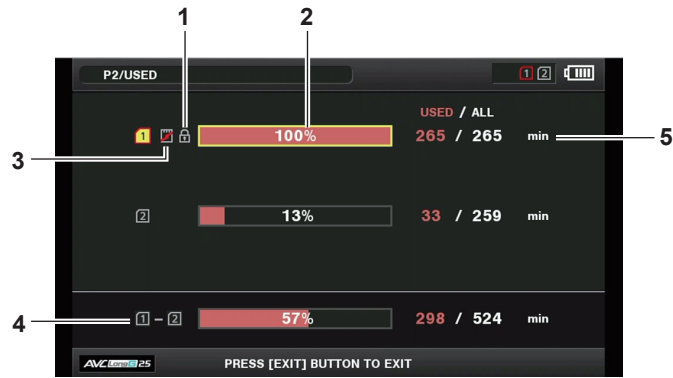 1 2
P2/USED 1 2
USED / ALL
1 100% 265 / 265 min 5
3
2 13% 33 / 259 min
4 1 – 2 57% 298 / 524 min
AVC LongG 25 PRESS [EXIT] BUTTON TO EXIT